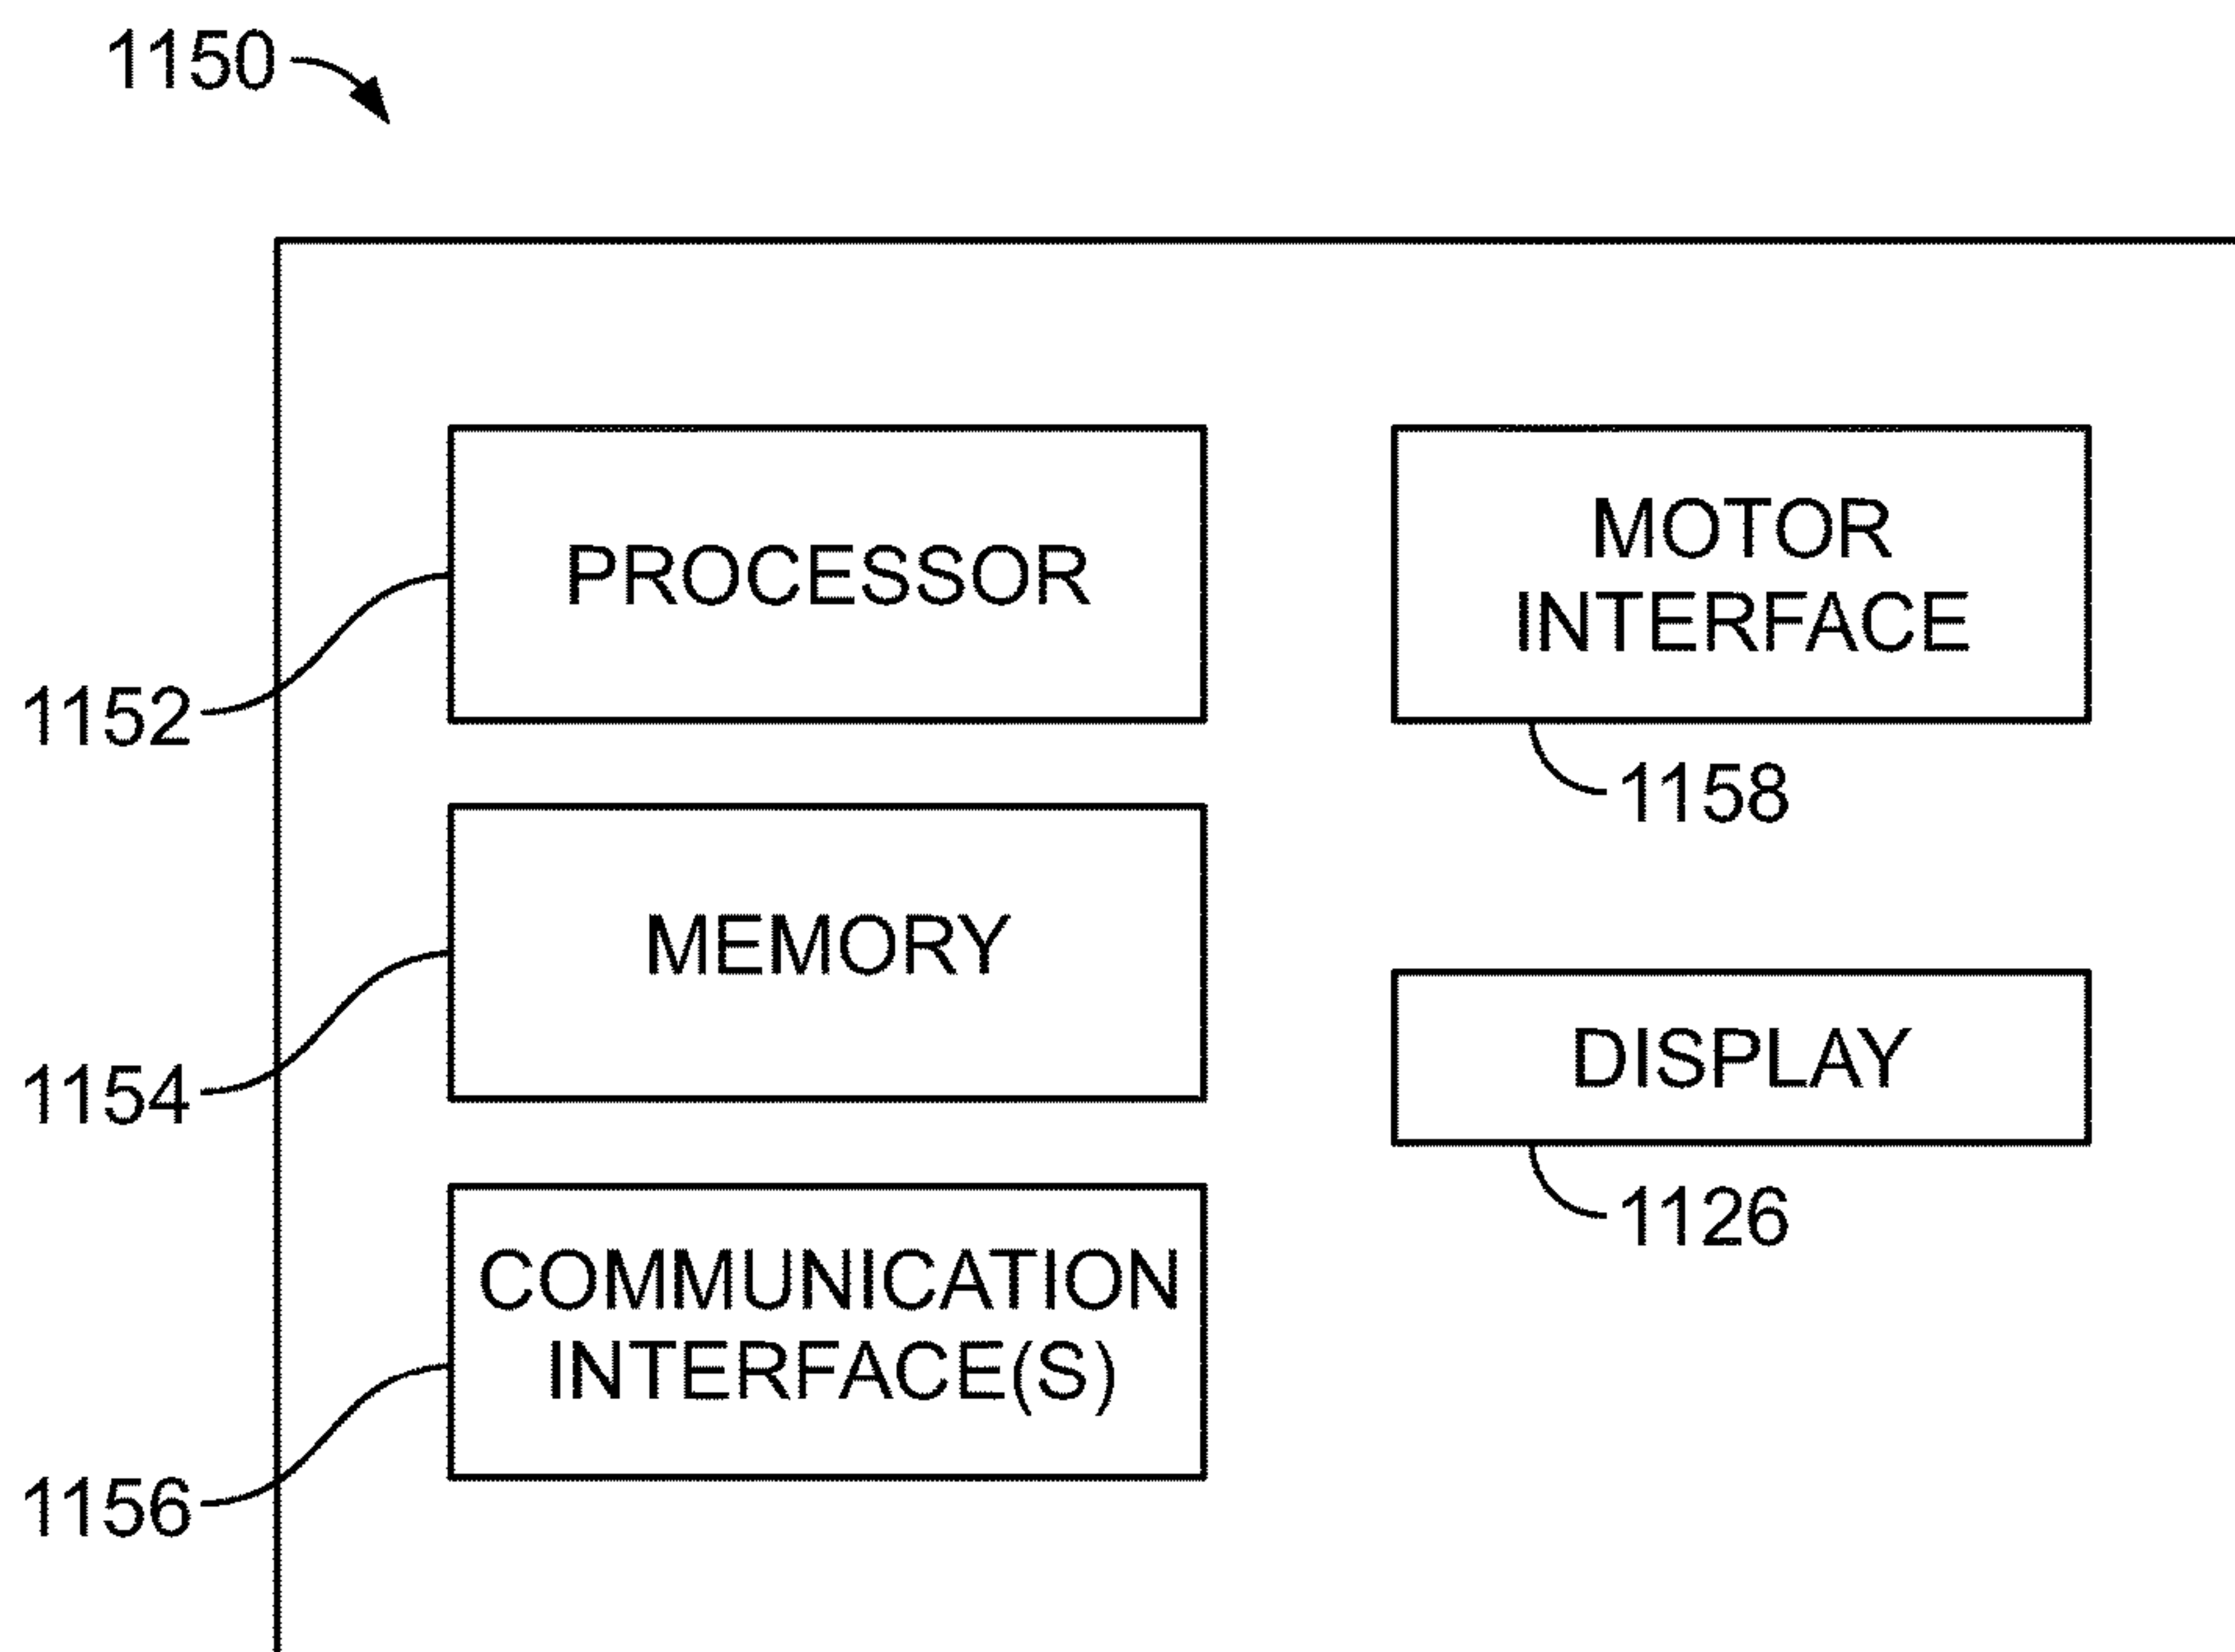 1150
PROCESSOR
MOTOR
INTERFACE
1152
1158
MEMORY
DISPLAY
1154
1126
COMMUNICATION
INTERFACE(S)
1156